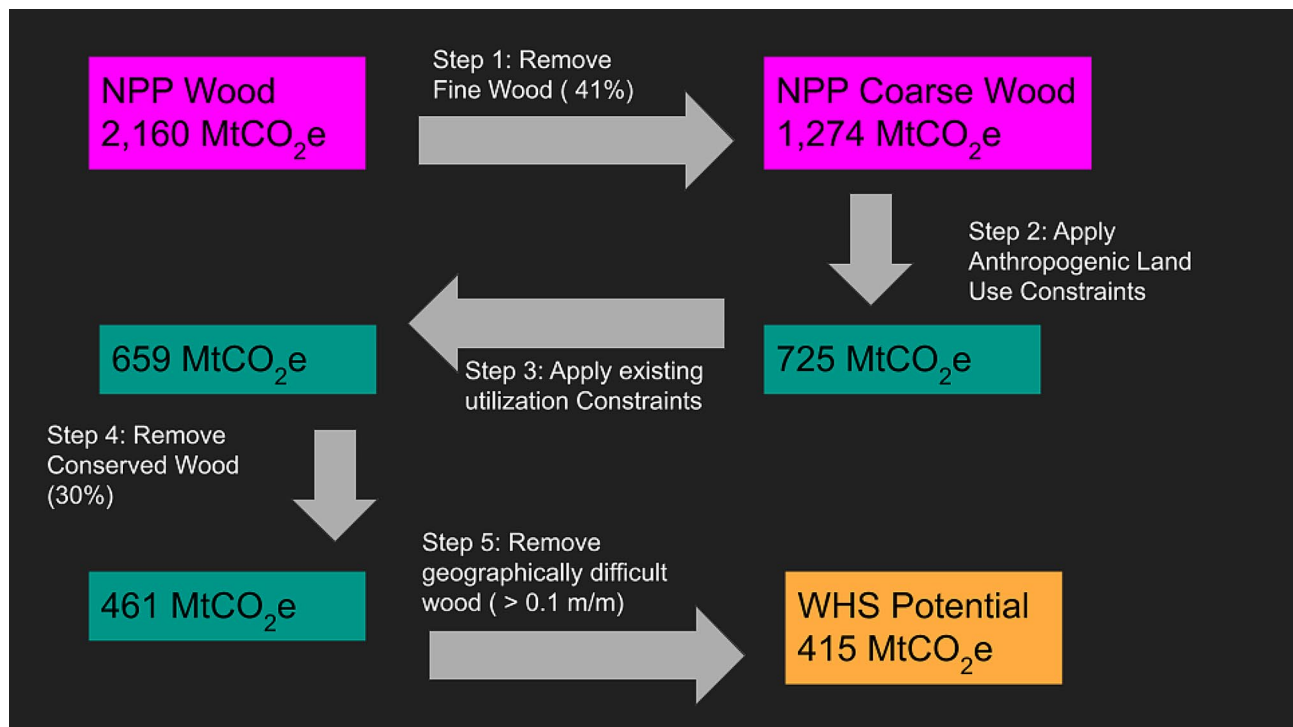 NPP Wood
2,160 MtCO₂e
Step 1: Remove
Fine Wood ( 41%)
NPP Coarse Wood
1,274 MtCO₂e
Step 2: Apply
Anthropogenic Land
Use Constraints
725 MtCO₂e
Step 3: Apply existing
utilization Constraints
659 MtCO₂e
Step 4: Remove
Conserved Wood
(30%)
461 MtCO₂e
Step 5: Remove
geographically difficult
wood ( > 0.1 m/m)
WHS Potential
415 MtCO₂e